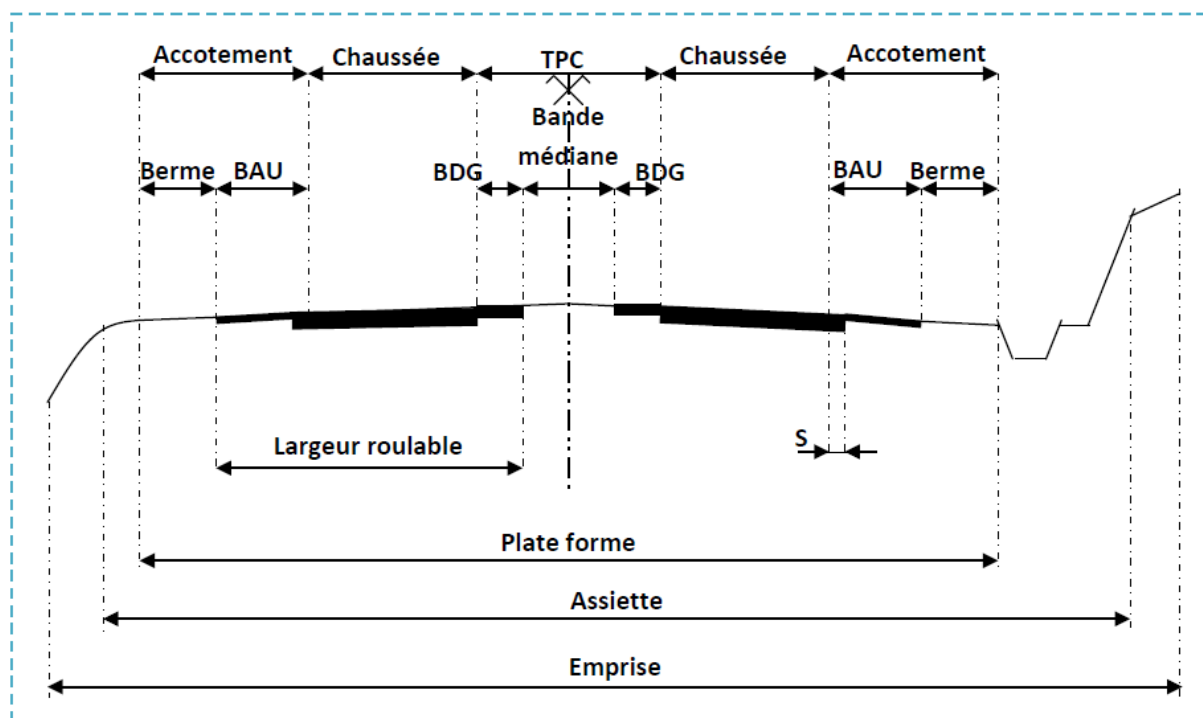 Accotement Chaussée TPC Chaussée Accotement
Bande
médiane
Berme BAU BDG BDG BAU Berme
Largeur roulable S
Plate forme
Assiette
Emprise